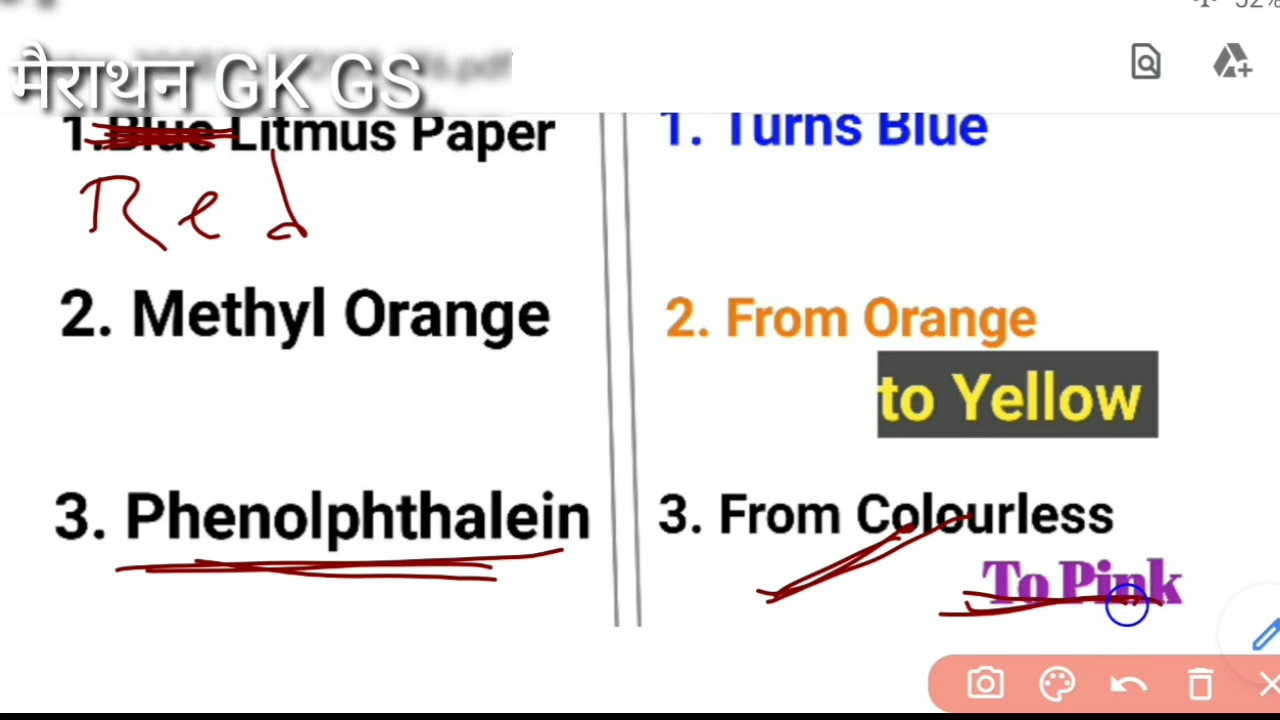 मैराथन GK GS
1.Blue Litmus Paper
Red
2. Methyl Orange
3. Phenolphthalein
1. Turns Blue
2. From Orange
to Yellow
3. From Colourless
To Pink